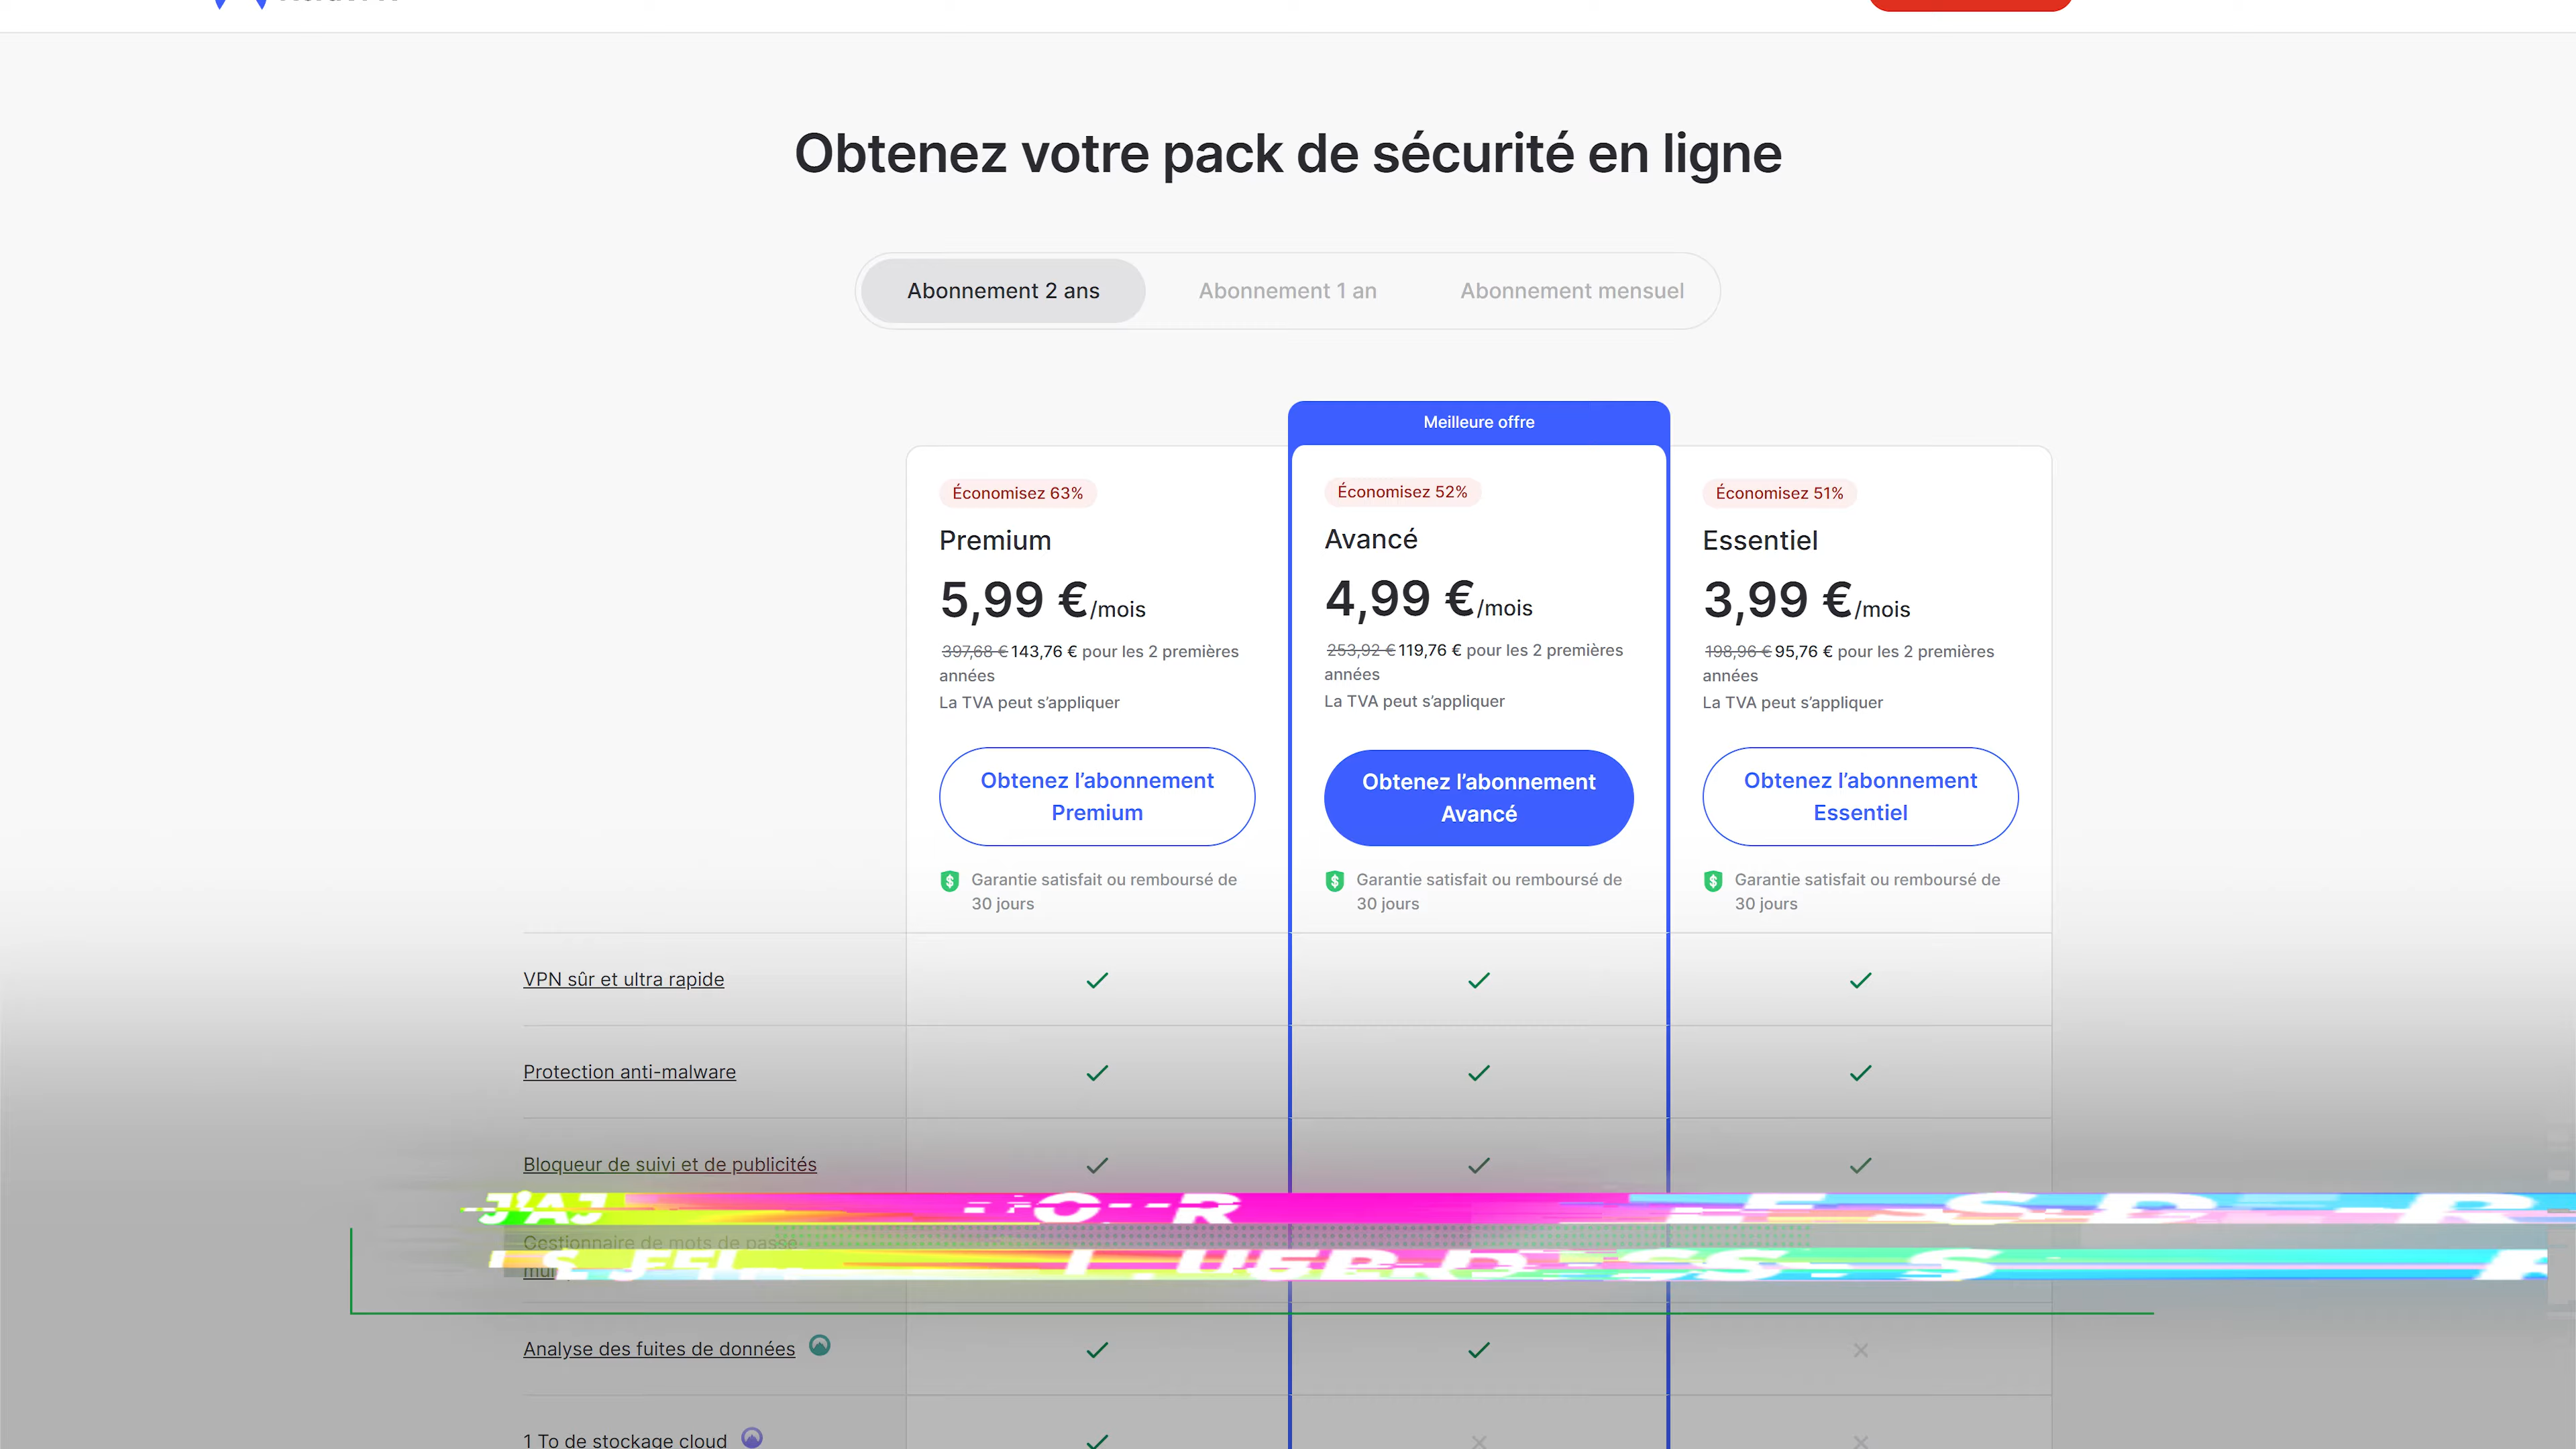 Obtenez votre pack de sécurité en ligne
Abonnement 2 ans
Abonnement 1 an
Abonnement mensuel
Meilleure offre
Économisez 63%
Premium
5,99 €/mois
397,68 € 143,76 € pour les 2 premières
années
La TVA peut s’appliquer
Obtenez l’abonnement
Premium
Garantie satisfait ou remboursé de
30 jours
Économisez 52%
Avancé
4,99 €/mois
253,92 € 119,76 € pour les 2 premières
années
La TVA peut s’appliquer
Obtenez l’abonnement
Avancé
Garantie satisfait ou remboursé de
30 jours
Économisez 51%
Essentiel
3,99 €/mois
198,96 € 95,76 € pour les 2 premières
années
La TVA peut s’appliquer
Obtenez l’abonnement
Essentiel
Garantie satisfait ou remboursé de
30 jours
VPN sûr et ultra rapide
Protection anti-malware
Bloqueur de suivi et de publicités
Gestionnaire de mots de passe
Analyse des fuites de données
1 To de stockage cloud